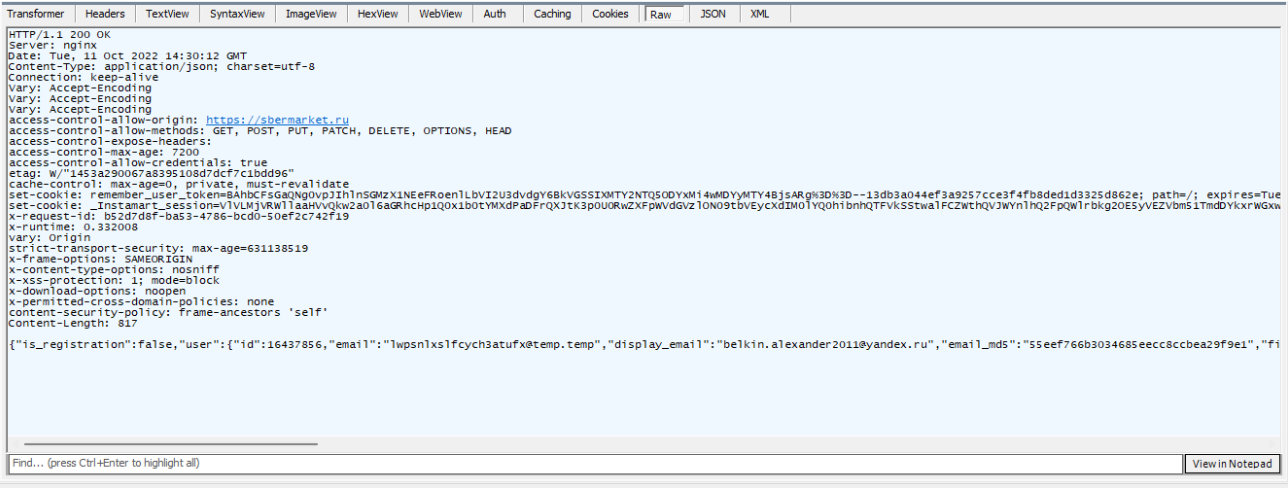 Transformer Headers TextView SyntaxView ImageView HexView WebView Auth Caching Cookies Raw JSON XML
HTTP/1.1 200 OK
Server: nginx
Date: Tue, 11 Oct 2022 14:30:12 GMT
Content-Type: application/json; charset=utf-8
Connection: keep-alive
Vary: Accept-Encoding
Vary: Accept-Encoding
Vary: Accept-Encoding
access-control-allow-origin: https://sbermarket.ru
access-control-allow-methods: GET, POST, PUT, PATCH, DELETE, OPTIONS, HEAD
access-control-expose-headers:
access-control-max-age: 7200
access-control-allow-credentials: true
etag: W/"1453a290067a8395108d7dcf7c1bdd96"
cache-control: max-age=0, private, must-revalidate
set-cookie: path=/; expires=Tue
set-cookie:
x-request-id: b52d7d8f-ba53-4786-bcd0-50ef2c742f19
x-runtime: 0.332008
vary: Origin
strict-transport-security: max-age=631138519
x-frame-options: SAMEORIGIN
x-content-type-options: nosniff
x-xss-protection: 1; mode=block
x-download-options: noopen
x-permitted-cross-domain-policies: none
content-security-policy: frame-ancestors 'self'
Content-Length: 817
{"is_registration":false,"user":{"id":16437856,"email":"lwpsnlxslfcych3atufx@temp.temp","display_email":"belkin.alexander2011@yandex.ru","email_md5":"55eef766b3034685eecc8ccbea29f9e1","fi
Find... (press Ctrl+Enter to highlight all)
View in Notepad